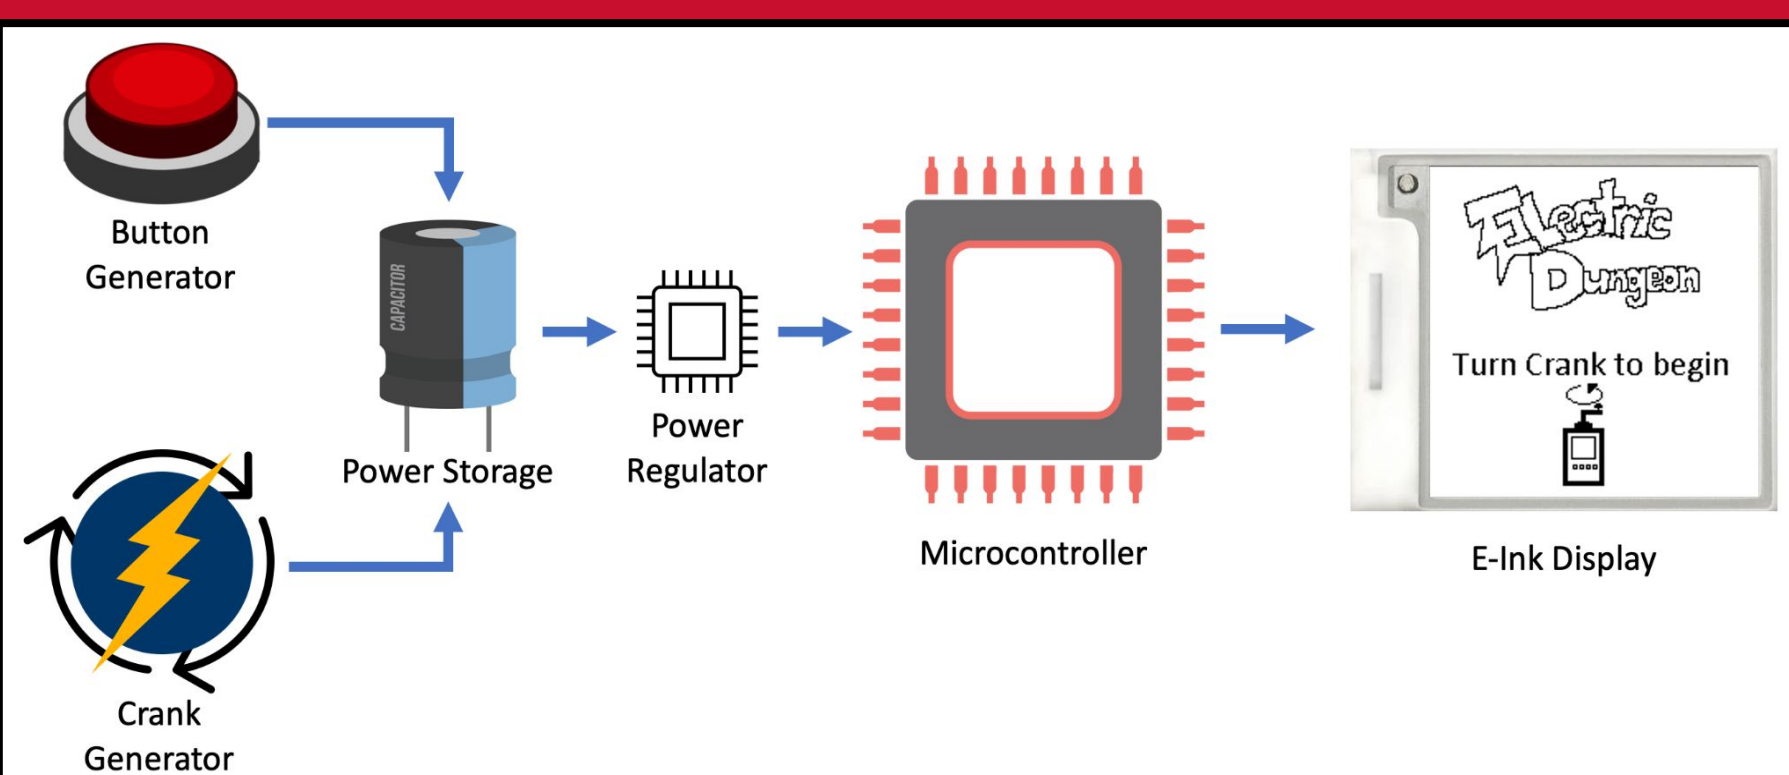 Button
Generator
CAPACITOR
Power Storage
Crank
Generator
Power
Regulator
Microcontroller
Electric
Dungeon
Turn Crank to begin
E-Ink Display